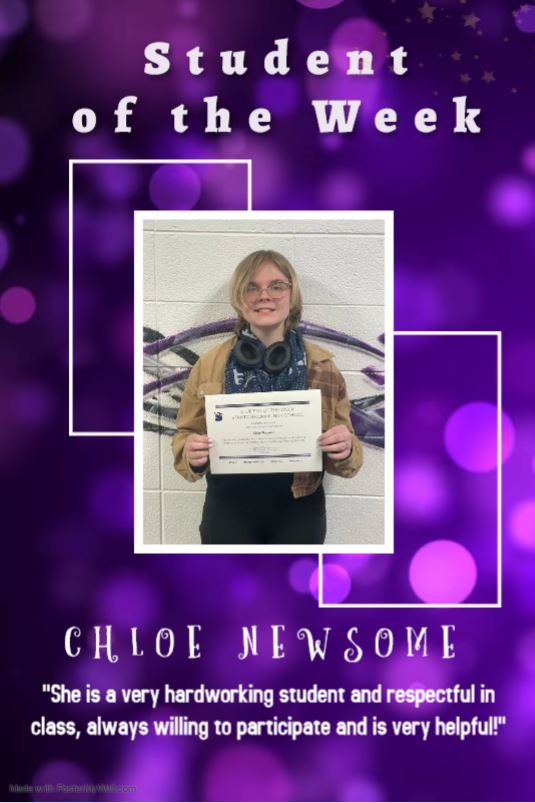 Student
of the Week
CHLOE NEWSOME
"She is a very hardworking student and respectful in
class, always willing to participate and is very helpful!"
Made with PosterMyWall.com